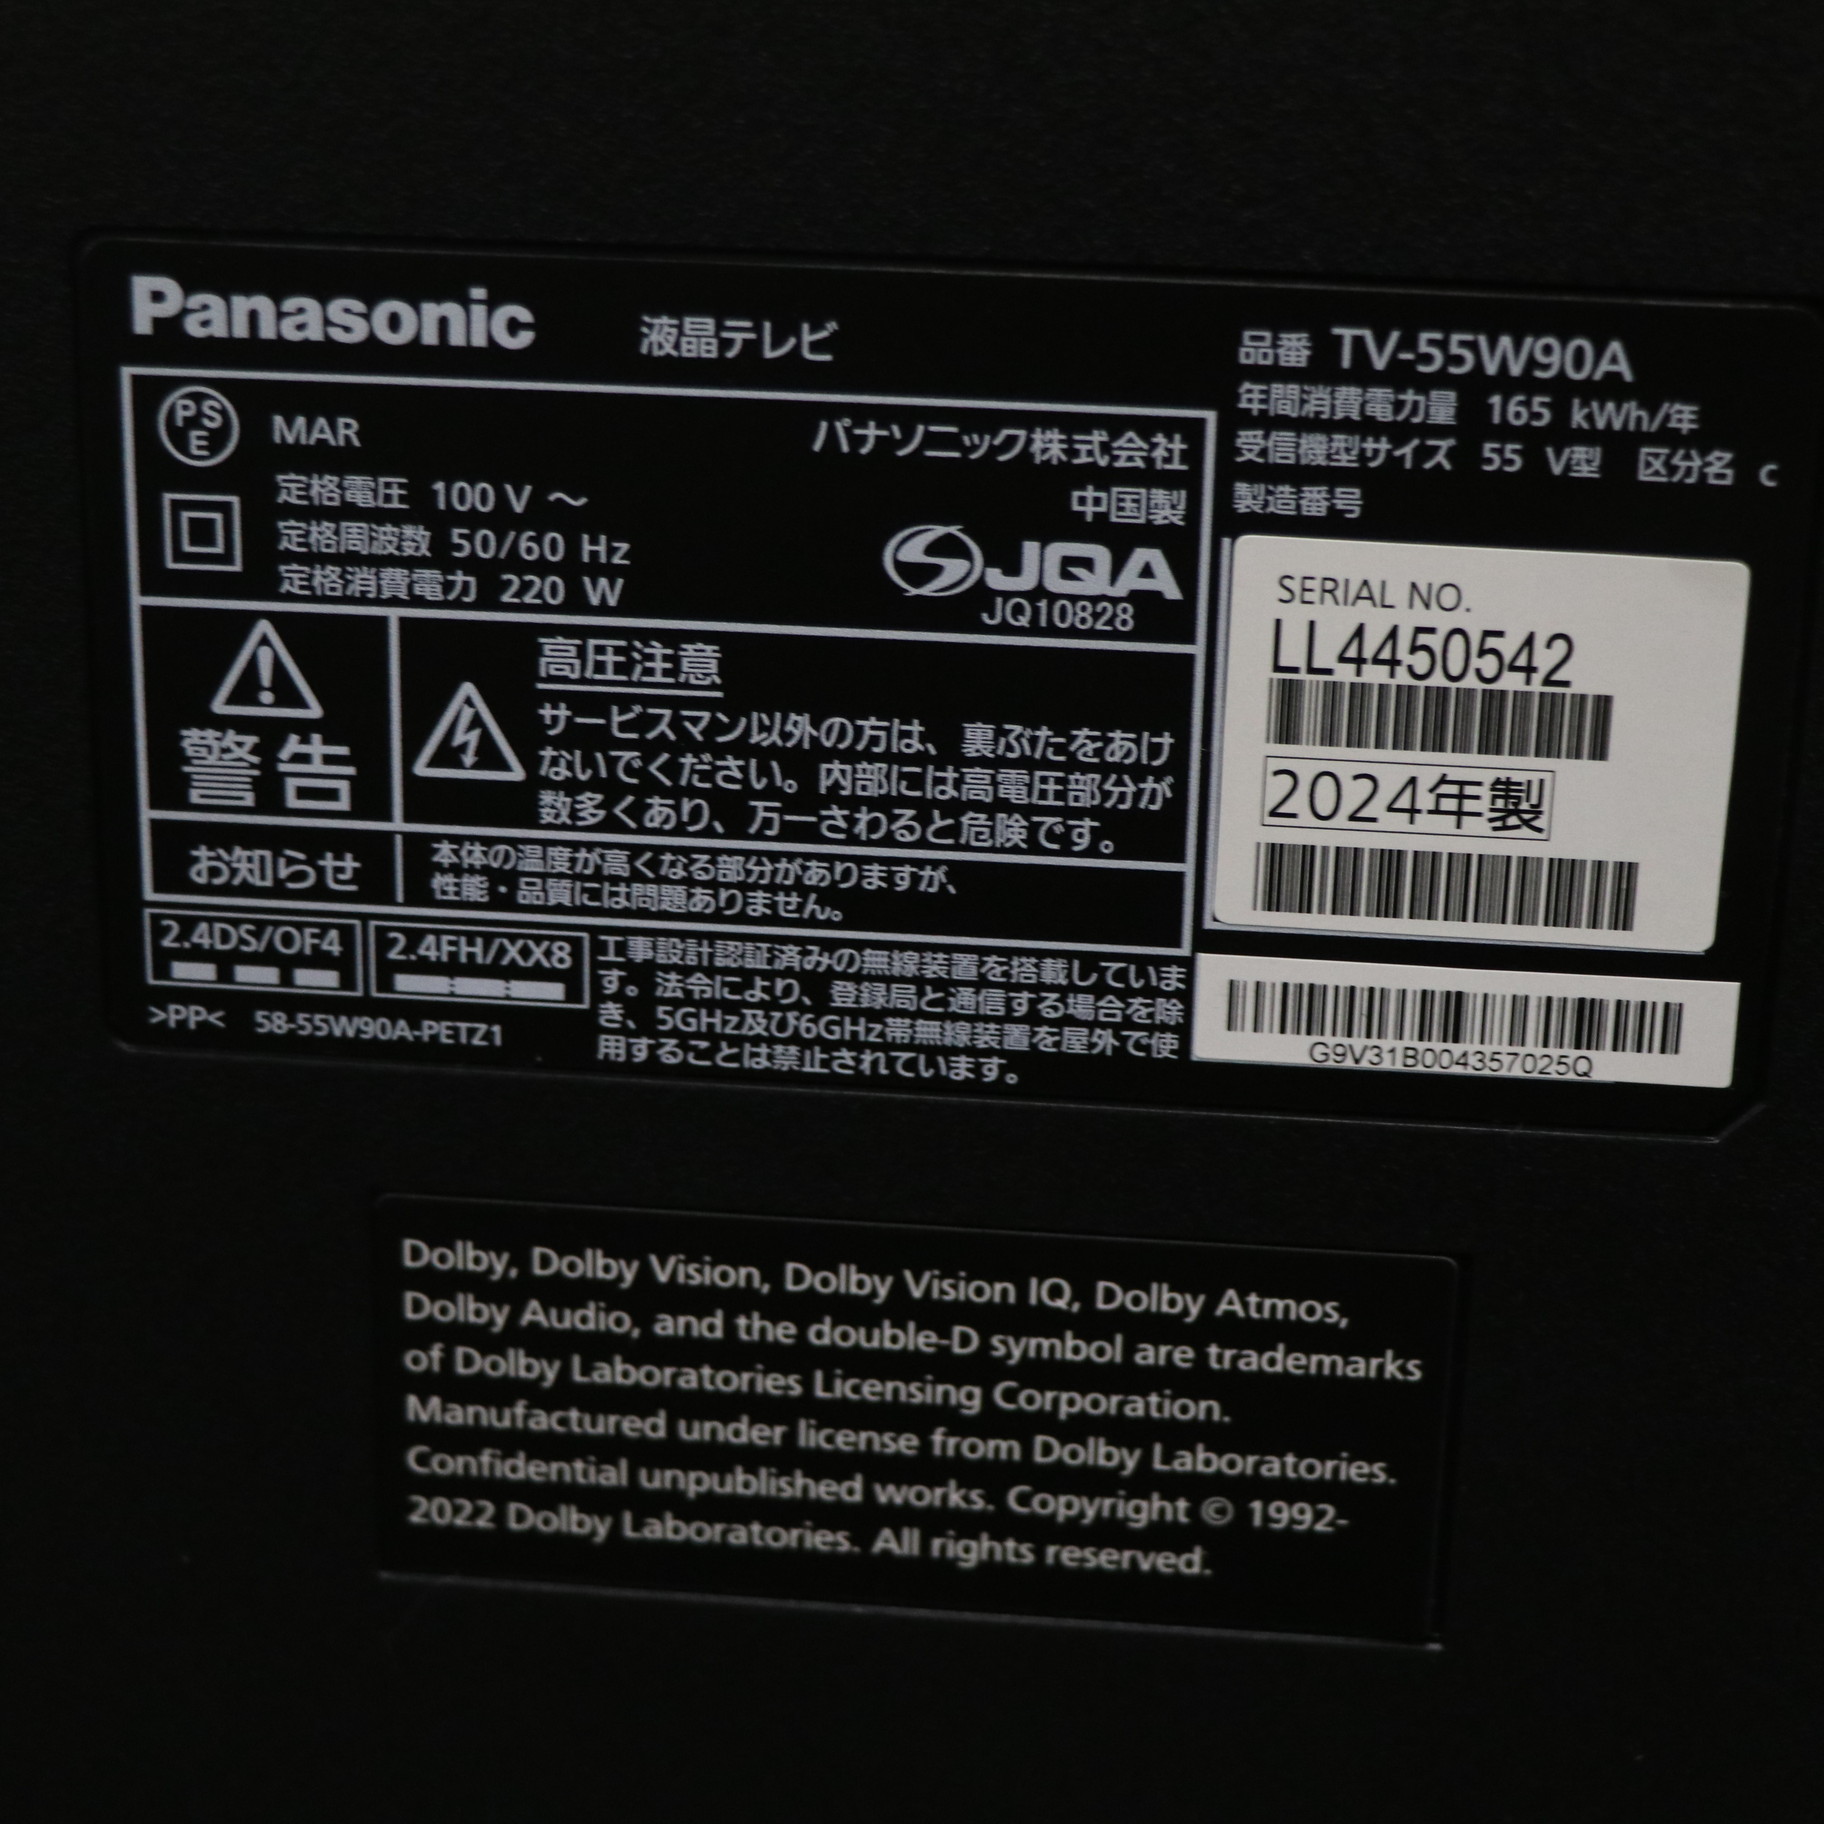 Panasonic 液晶テレビ
品番 TV-55W90A
年間消費電力量 165 kWh/年
受信機型サイズ 55 V型 区分名 c
製造番号
PS
E
MAR
パナソニック株式会社
定格電圧 100 V ～
中国製
定格周波数 50/60 Hz
定格消費電力 220 W
JQA
JQ10828
SERIAL NO.
LL4450542
2024年製
警告
高圧注意
サービスマン以外の方は、裏ぶたをあけ
ないでください。内部には高電圧部分が
数多くあり、万一さわると危険です。
お知らせ
本体の温度が高くなる部分がありますが、
性能・品質には問題ありません。
2.4DS/OF4
2.4FH/XX8
工事設計認証済みの無線装置を搭載していま
す。法令により、登録局と通信する場合を除
き、5GHz及び6GHz帯無線装置を屋外で使
用することは禁止されています。
>PP< 58-55W90A-PETZ1
G9V31B004357025Q
Dolby, Dolby Vision, Dolby Vision IQ, Dolby Atmos,
Dolby Audio, and the double-D symbol are trademarks
of Dolby Laboratories Licensing Corporation.
Manufactured under license from Dolby Laboratories.
Confidential unpublished works. Copyright © 1992-
2022 Dolby Laboratories. All rights reserved.